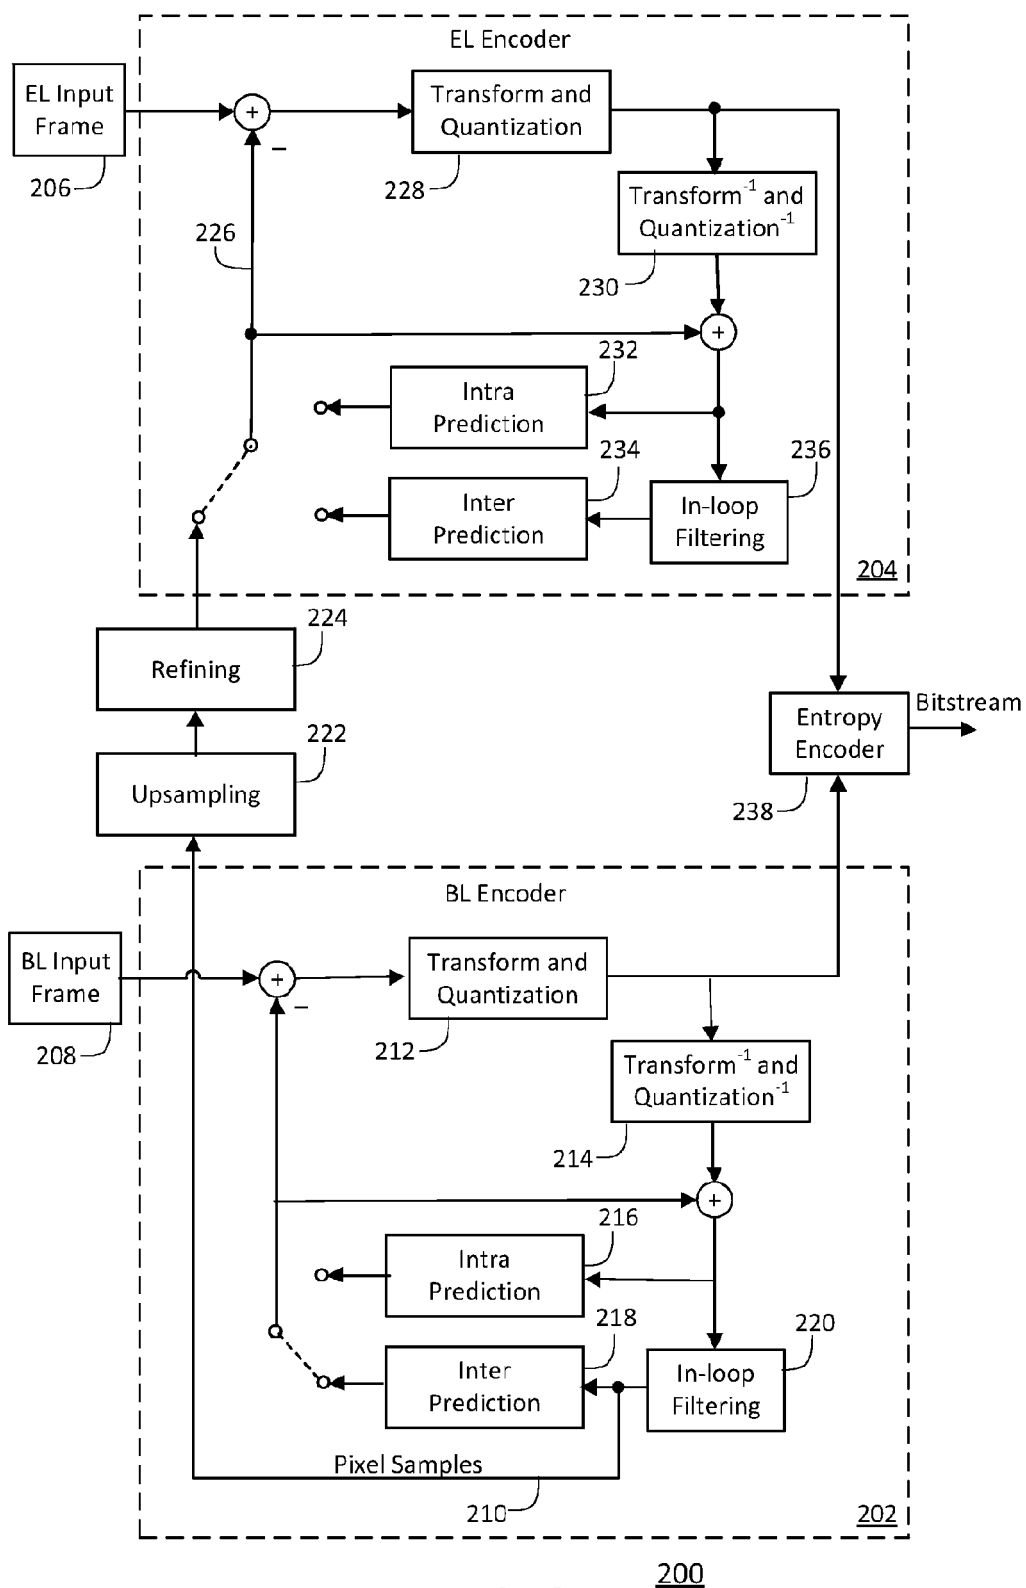 EL Encoder
EL Input
Frame
206
+
−
Transform and
Quantization
228
Transform⁻¹ and
Quantization⁻¹
230
226
+
232
Intra
Prediction
234
Inter
Prediction
236
In-loop
Filtering
204
224
Refining
222
Upsampling
Entropy
Encoder
238
Bitstream
BL Encoder
BL Input
Frame
208
+
−
Transform and
Quantization
212
Transform⁻¹ and
Quantization⁻¹
214
+
216
Intra
Prediction
218
Inter
Prediction
220
In-loop
Filtering
Pixel Samples
210
202
200